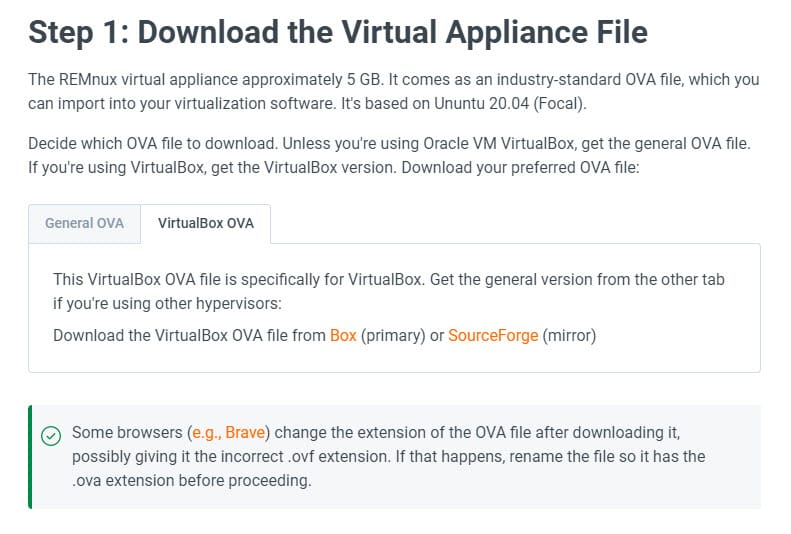 Step 1: Download the Virtual Appliance File
The REMnux virtual appliance approximately 5 GB. It comes as an industry-standard OVA file, which you
can import into your virtualization software. It's based on Ununtu 20.04 (Focal).
Decide which OVA file to download. Unless you're using Oracle VM VirtualBox, get the general OVA file.
If you're using VirtualBox, get the VirtualBox version. Download your preferred OVA file:
General OVA VirtualBox OVA
This VirtualBox OVA file is specifically for VirtualBox. Get the general version from the other tab
if you're using other hypervisors:
Download the VirtualBox OVA file from Box (primary) or SourceForge (mirror)
Some browsers (e.g., Brave) change the extension of the OVA file after downloading it,
possibly giving it the incorrect .ovf extension. If that happens, rename the file so it has the
.ova extension before proceeding.